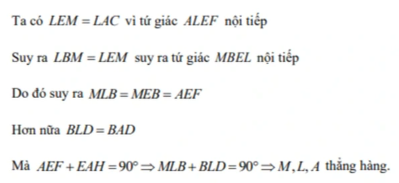 Ta có LEM = LAC vì tứ giác ALEF nội tiếp
Suy ra LBM = LEM suy ra tứ giác MBEL nội tiếp
Do đó suy ra MLB = MEB = AEF
Hơn nữa BLD = BAD
Mà AEF + EAH = 90° ⇒ MLB + BLD = 90° ⇒ M, L, A thẳng hàng.